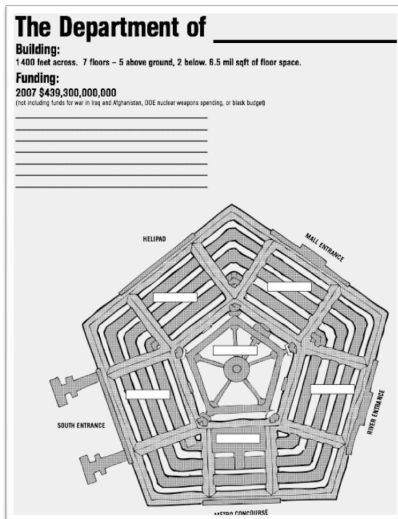 The Department of
Building:
1400 feet across. 7 floors – 5 above ground, 2 below. 6.5 mil sqft of floor space.
Funding:
2007 $439,300,000,000
(not including funds for war in Iraq and Afghanistan, DOE nuclear weapons spending, or black budget)
HELIPAD
MALL ENTRANCE
RIVER ENTRANCE
SOUTH ENTRANCE
METRO CONCOURSE